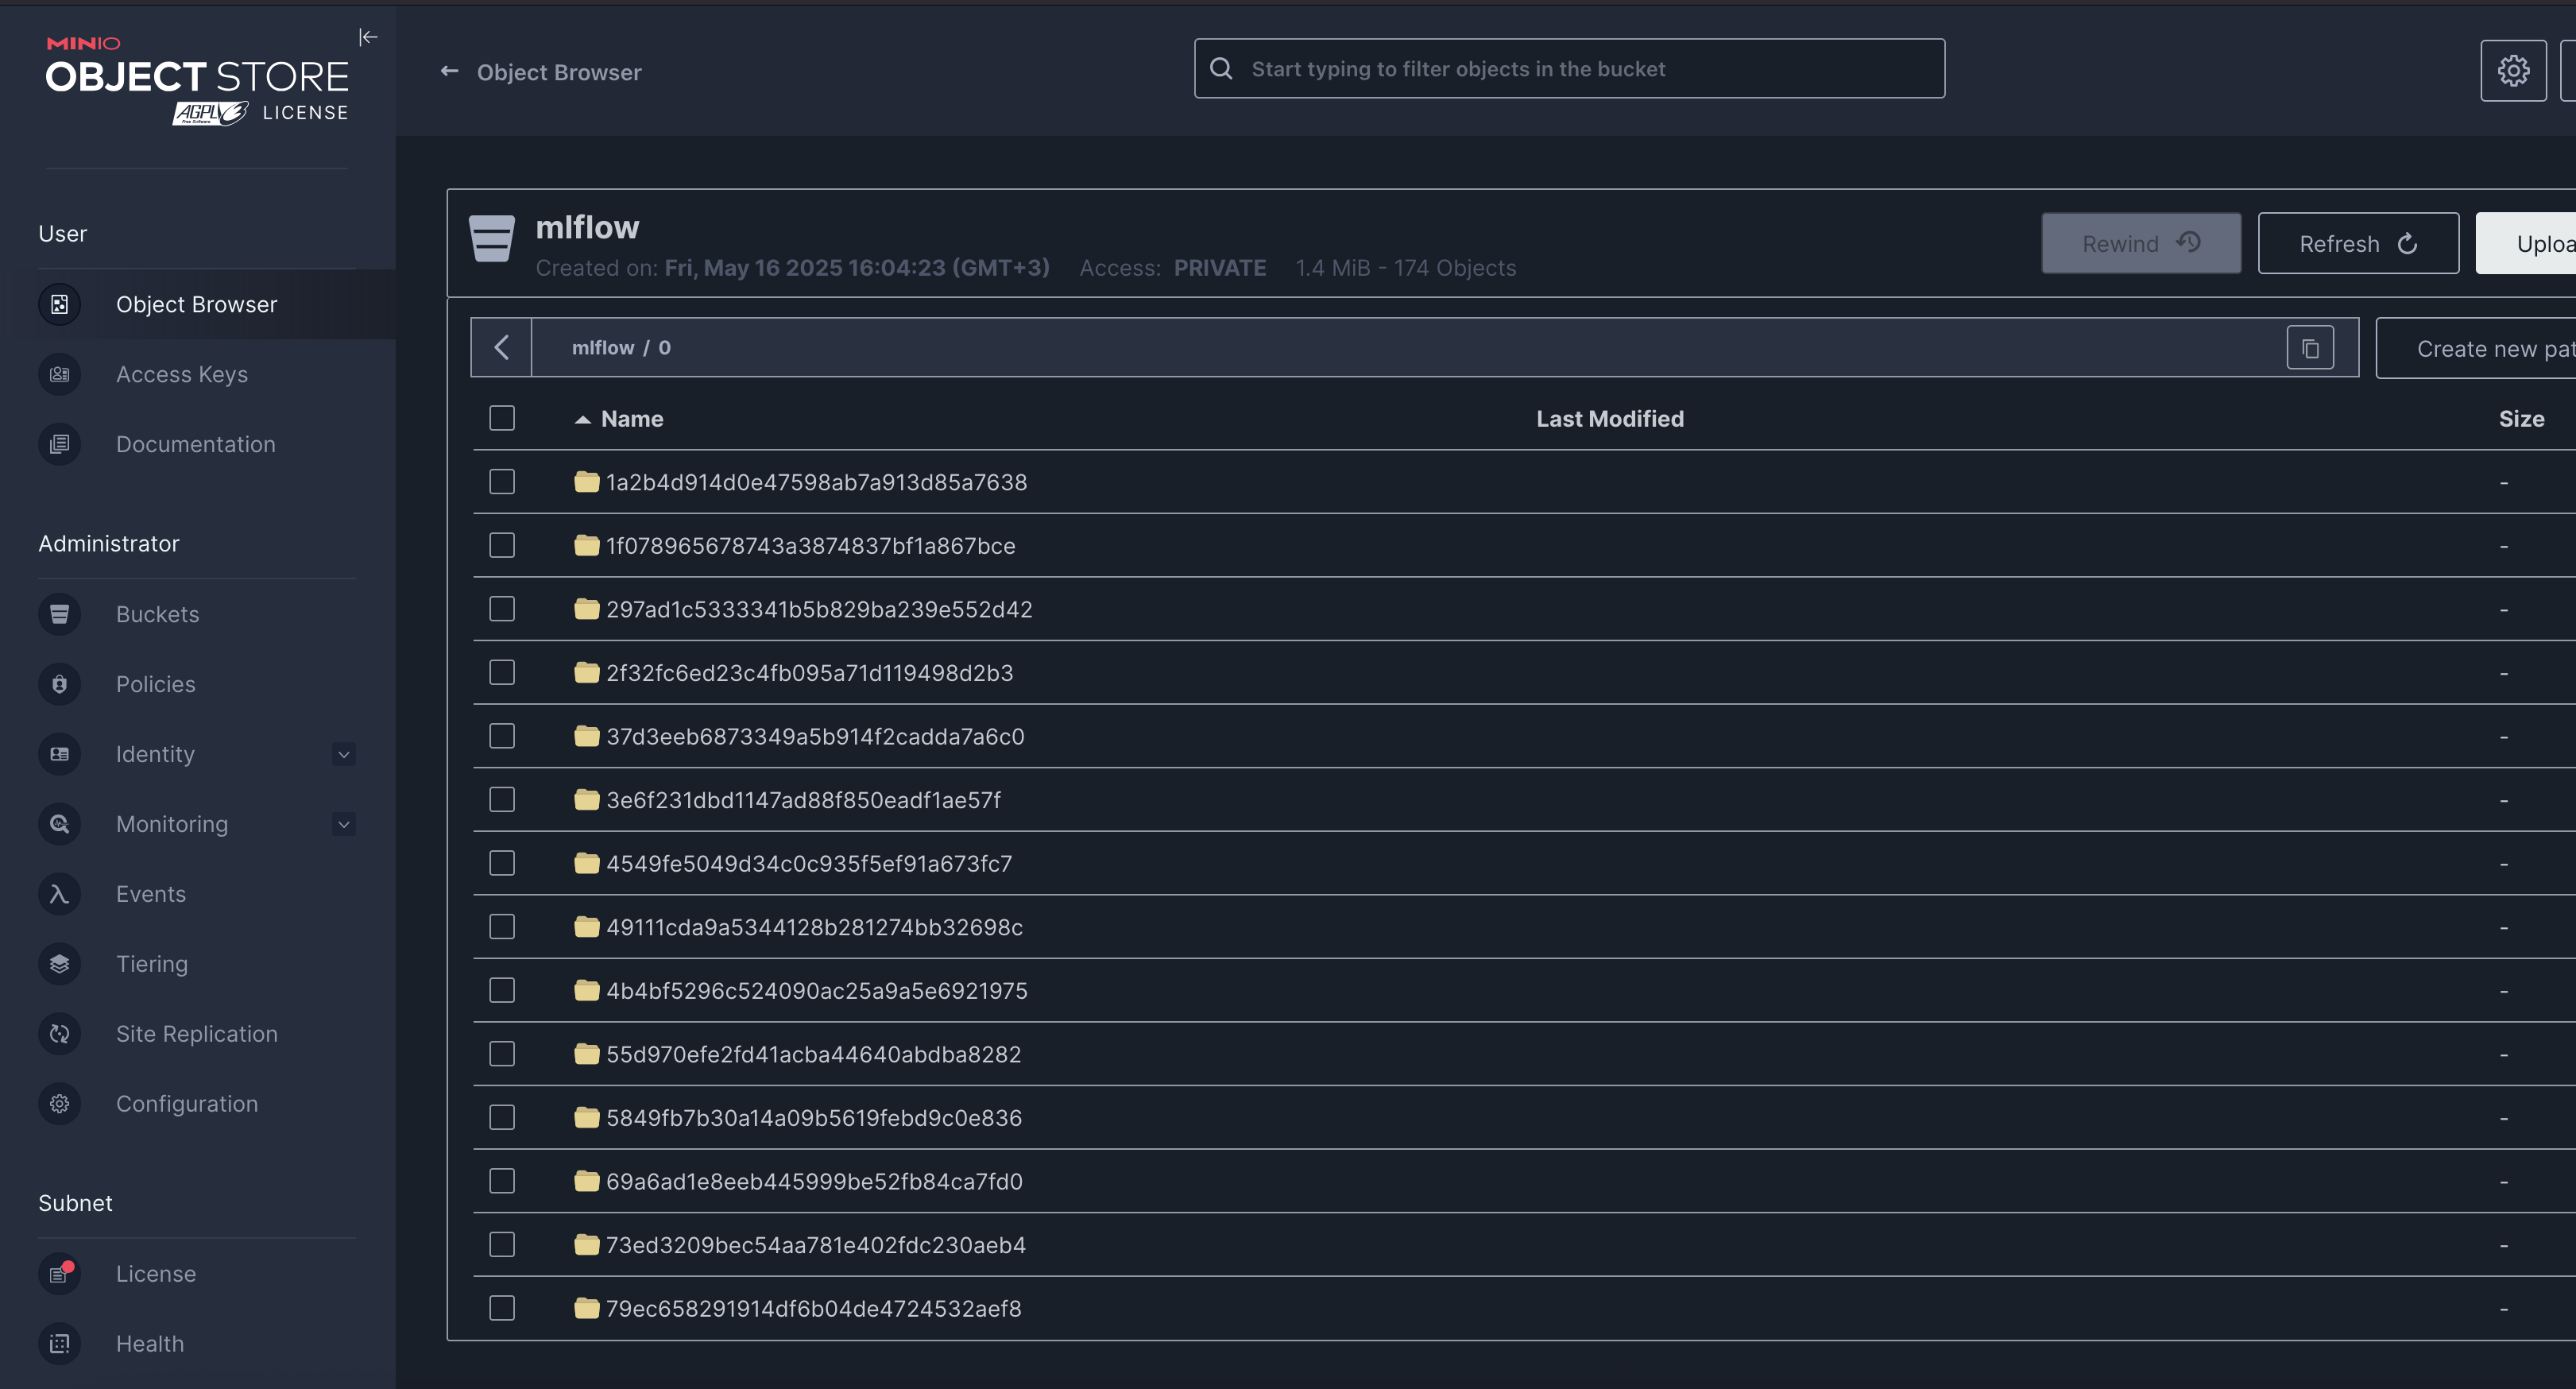 MINIO
OBJECT STORE
AGPL v3 LICENSE
User
Object Browser
Access Keys
Documentation
Administrator
Buckets
Policies
Identity
Monitoring
Events
Tiering
Site Replication
Configuration
Subnet
License
Health
Object Browser
Start typing to filter objects in the bucket
mlflow
Created on: Fri, May 16 2025 16:04:23 (GMT+3) Access: PRIVATE 1.4 MiB - 174 Objects
Rewind
Refresh
mlflow / 0
Create new
Name Last Modified Size
1a2b4d914d0e47598ab7a913d85a7638 -
1f078965678743a3874837bf1a867bce -
297ad1c5333341b5b829ba239e552d42 -
2f32fc6ed23c4fb095a71d119498d2b3 -
37d3eeb6873349a5b914f2cadda7a6c0 -
3e6f231dbd1147ad88f850eadf1ae57f -
4549fe5049d34c0c935f5ef91a673fc7 -
49111cda9a5344128b281274bb32698c -
4b4bf5296c524090ac25a9a5e6921975 -
55d970efe2fd41acba44640abdba8282 -
5849fb7b30a14a09b5619febd9c0e836 -
69a6ad1e8eeb445999be52fb84ca7fd0 -
73ed3209bec54aa781e402fdc230aeb4 -
79ec658291914df6b04de4724532aef8 -